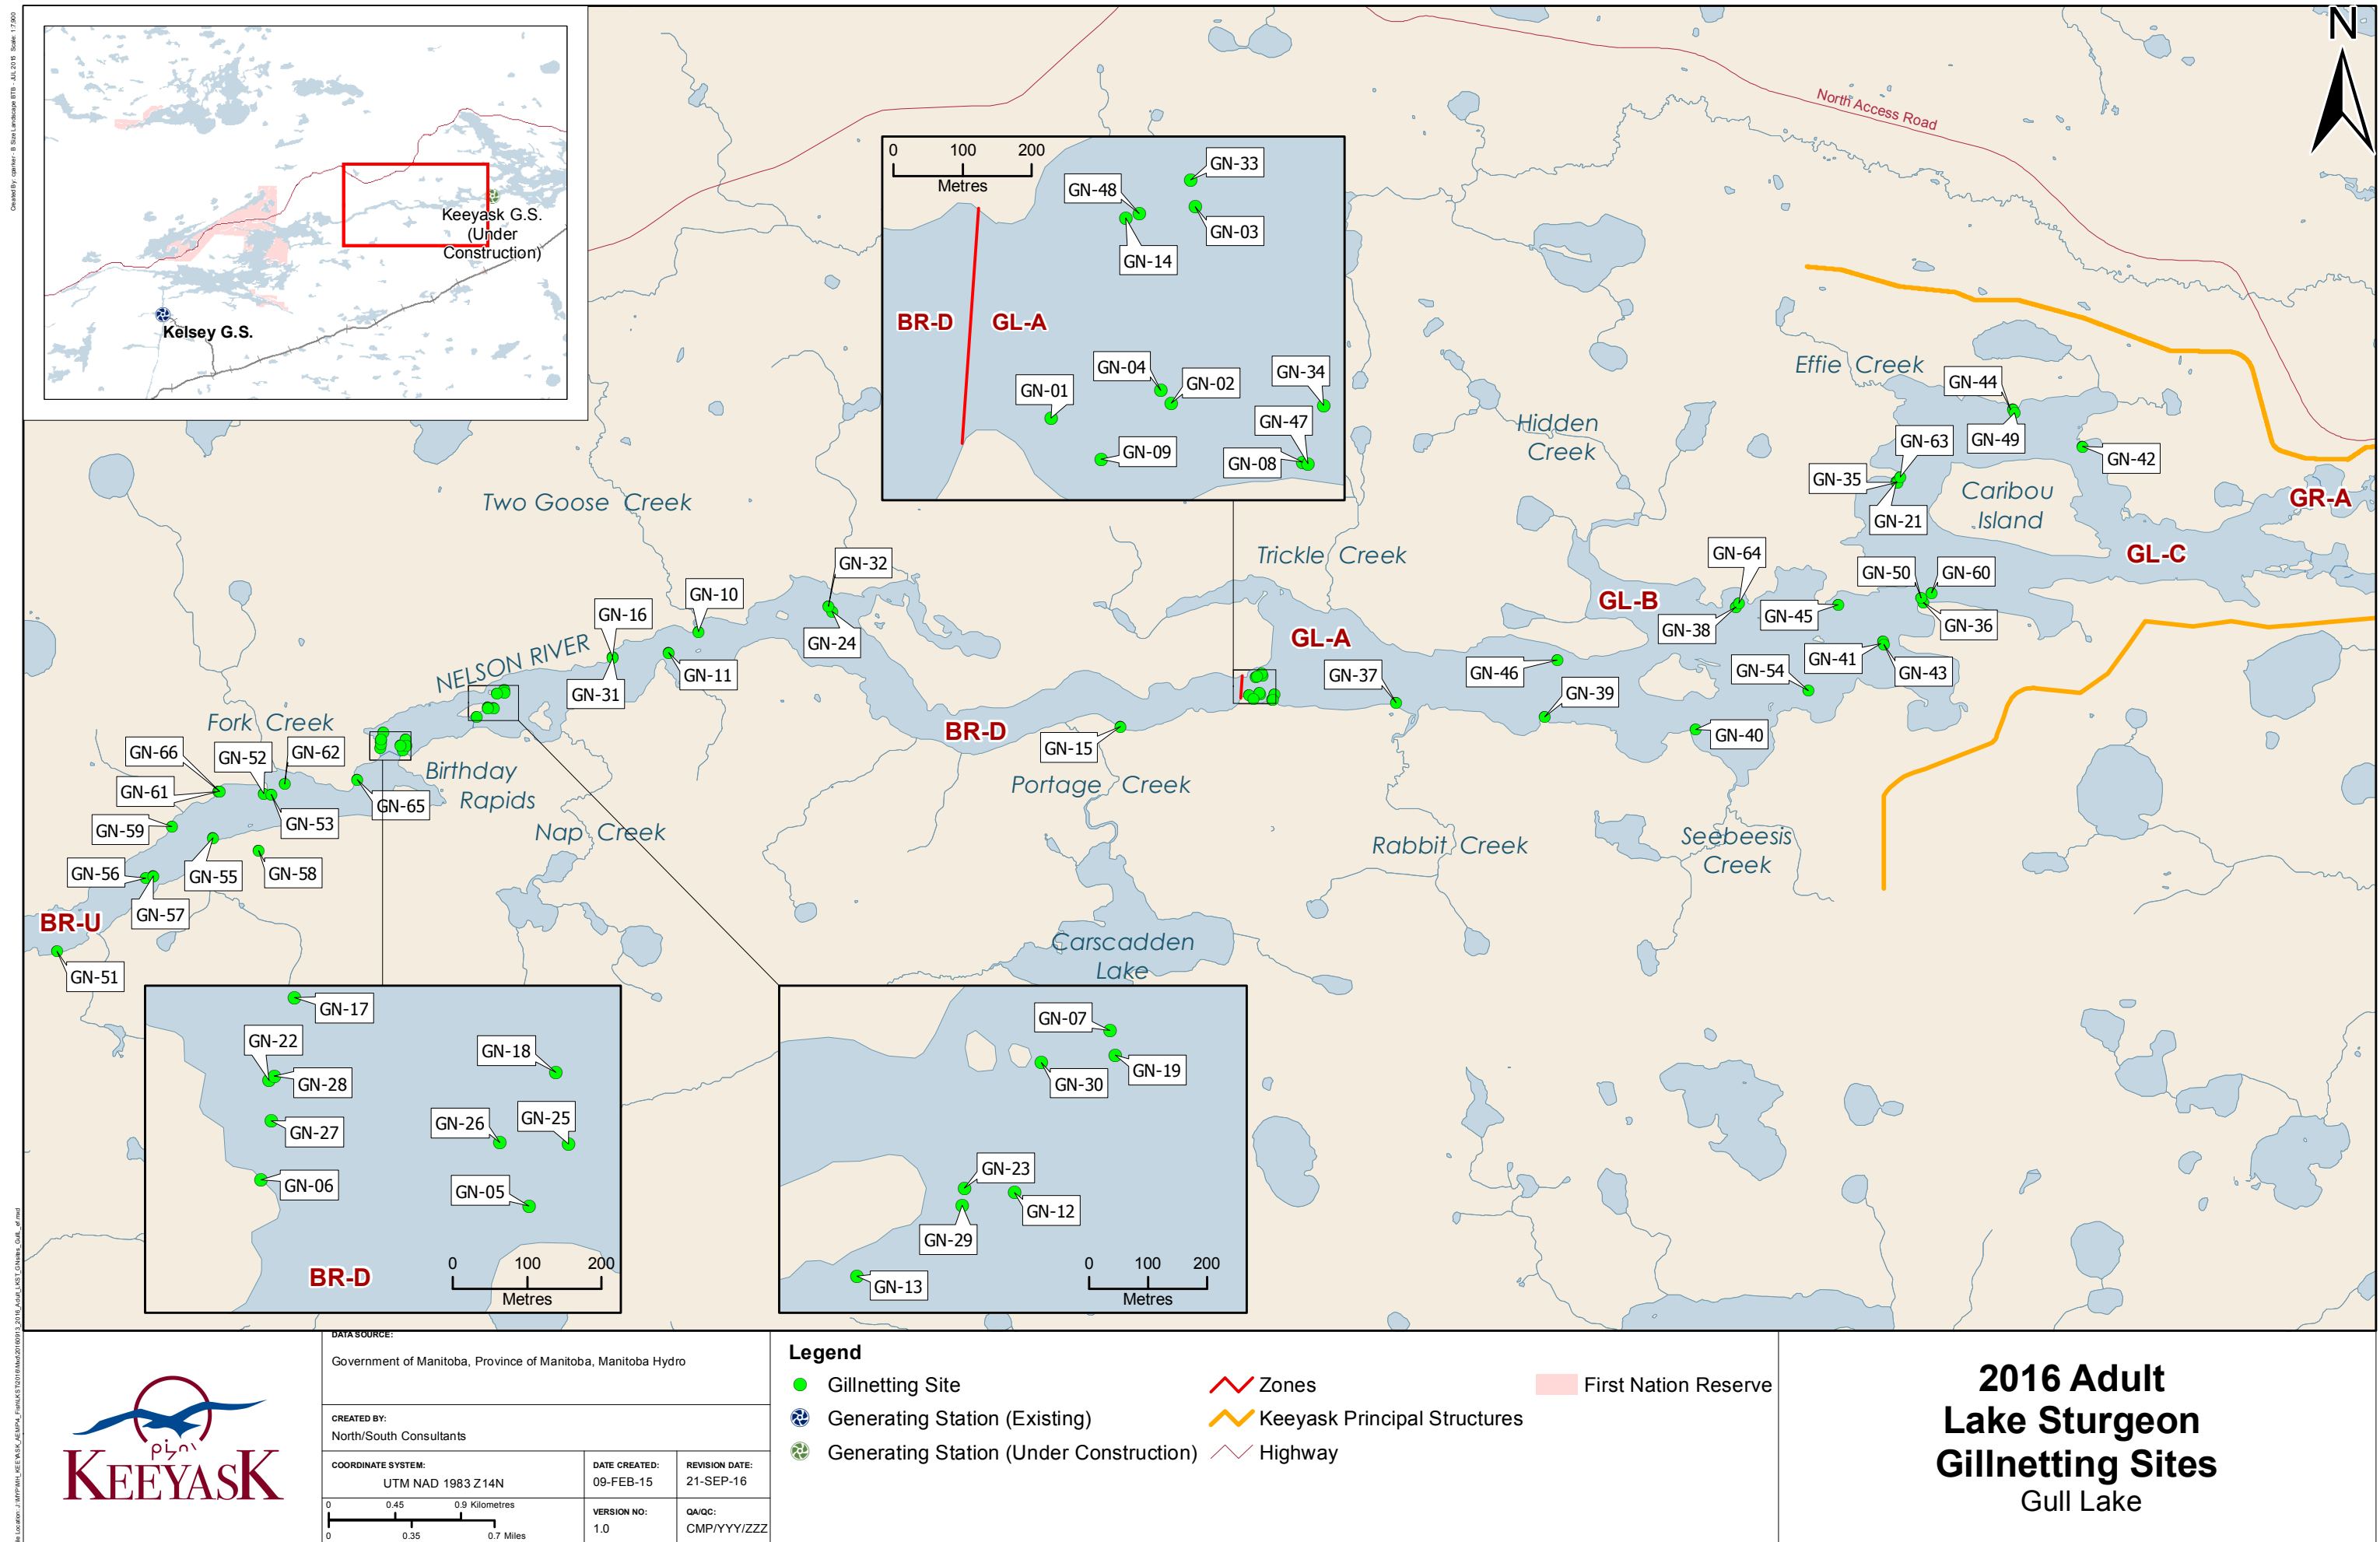 Created By: cparker - B Size Landscape BTB - JUL 2015 Scale: 1:7,900
N
North Access Road
Keeyask G.S.
(Under
Construction)
Kelsey G.S.
0 100 200
Metres
GN-33
GN-48
GN-03
GN-14
BR-D
GL-A
GN-04
GN-02
GN-34
GN-01
GN-47
GN-09
GN-08
Effie Creek
GN-44
GN-63
GN-49
GN-42
GN-35
Caribou
Island
GN-21
GR-A
Hidden
Creek
Two Goose Creek
Trickle Creek
GL-C
GN-64
GN-50
GN-60
GL-B
GN-45
GN-38
GN-36
GN-32
GN-10
GN-16
GN-24
NELSON RIVER
GN-11
GN-31
GL-A
GN-37
GN-46
GN-39
GN-54
GN-41
GN-43
GN-40
BR-D
GN-15
Portage Creek
Fork Creek
GN-66
GN-52
GN-62
GN-61
Birthday
Rapids
GN-65
GN-59
GN-53
Nap Creek
Rabbit Creek
Seebeesis
Creek
GN-56
GN-55
GN-58
GN-57
BR-U
GN-51
Carscadden
Lake
GN-17
GN-22
GN-18
GN-28
GN-26
GN-25
GN-27
GN-06
GN-05
BR-D
0 100 200
Metres
GN-07
GN-19
GN-30
GN-23
GN-12
GN-29
GN-13
0 100 200
Metres
KEEYASK
DATA SOURCE:
Government of Manitoba, Province of Manitoba, Manitoba Hydro
CREATED BY:
North/South Consultants
COORDINATE SYSTEM:
UTM NAD 1983 Z14N
DATE CREATED:
09-FEB-15
REVISION DATE:
21-SEP-16
0 0.45 0.9 Kilometres
0 0.35 0.7 Miles
VERSION NO:
1.0
QA/QC:
CMP/YYY/ZZZ
Legend
Gillnetting Site
Generating Station (Existing)
Generating Station (Under Construction)
Zones
Keeyask Principal Structures
Highway
First Nation Reserve
2016 Adult
Lake Sturgeon
Gillnetting Sites
Gull Lake